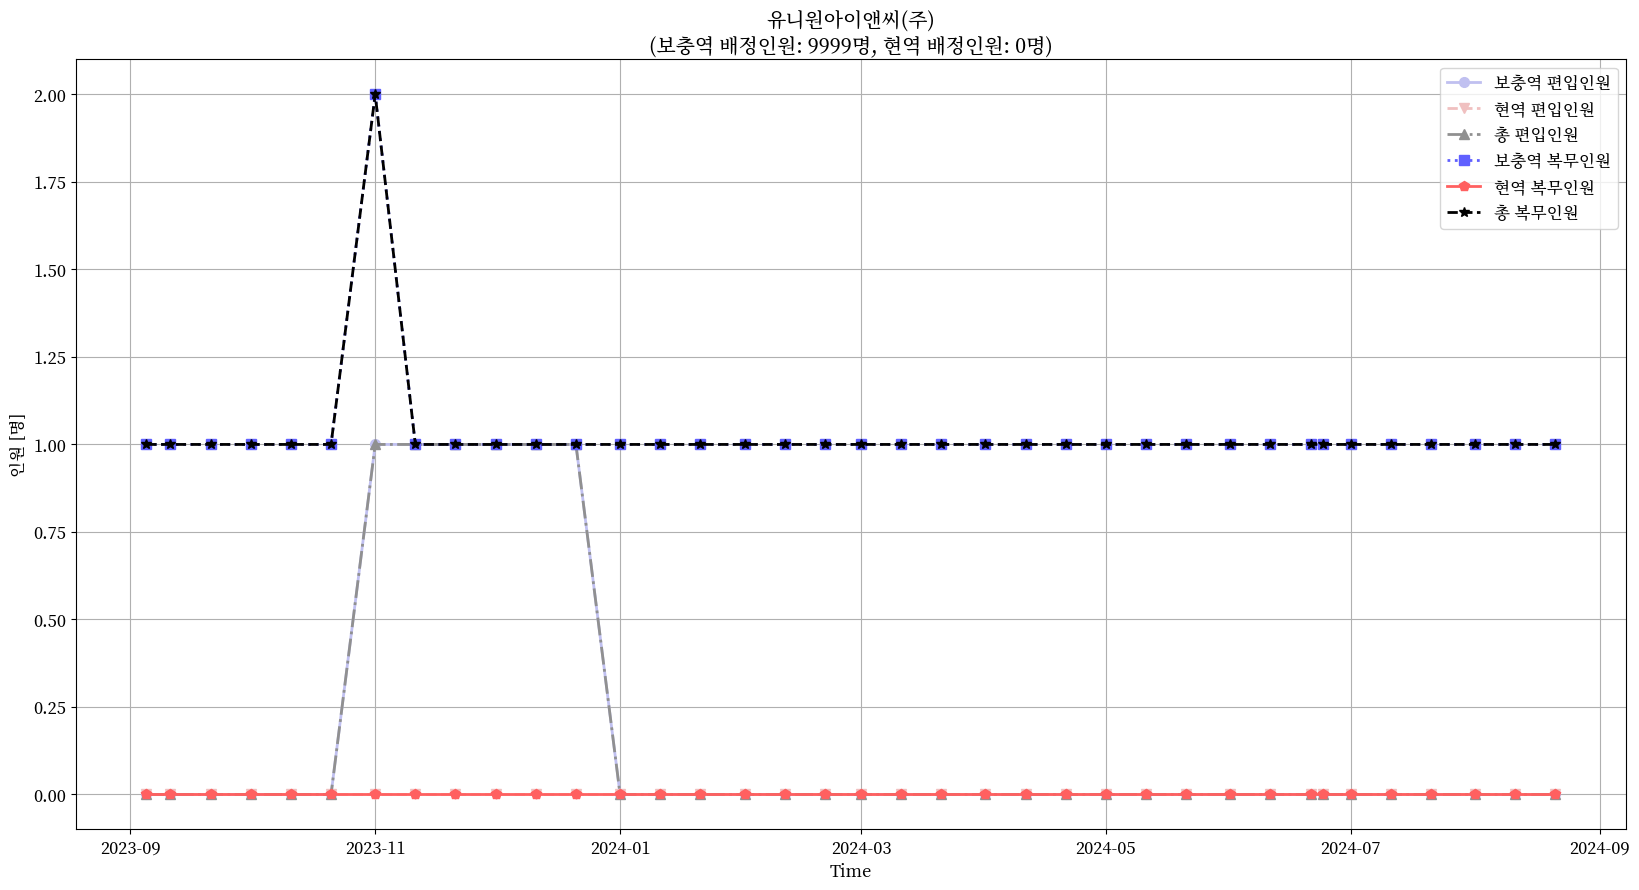 유니원아이앤씨(주)
(보충역 배정인원: 9999명, 현역 배정인원: 0명)
보충역 편입인원
현역 편입인원
총 편입인원
보충역 복무인원
현역 복무인원
총 복무인원
2.00
1.75
1.50
1.25
1.00
0.75
0.50
0.25
0.00
인원 [명]
2023-09 2023-11 2024-01 2024-03 2024-05 2024-07 2024-09
Time